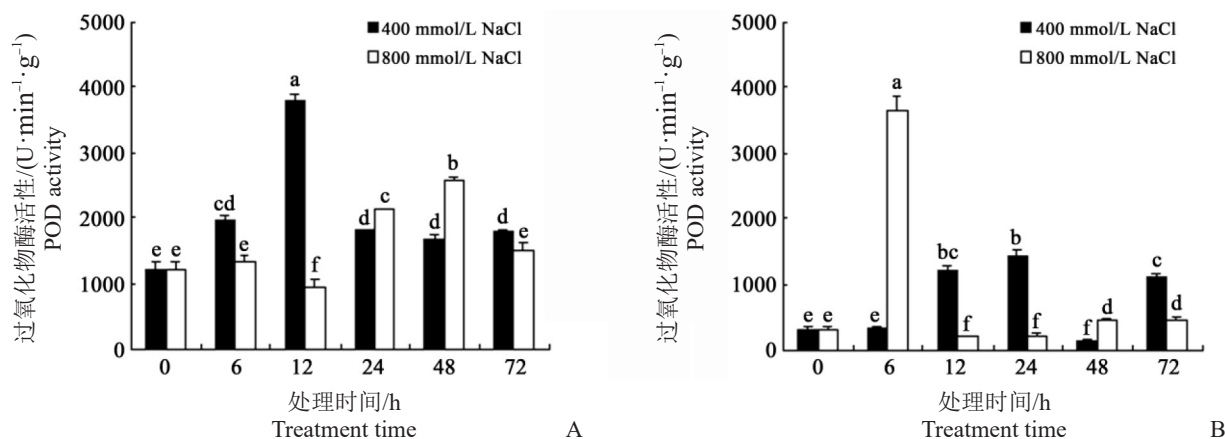 5000
4000
3000
2000
1000
0
过氧化物酶活性/(U·min⁻¹·g⁻¹)
POD activity
400 mmol/L NaCl
800 mmol/L NaCl
e e
cd
e
a
f
d
c
d
b
d
e
0 6 12 24 48 72
处理时间/h
Treatment time
A
5000
4000
3000
2000
1000
0
过氧化物酶活性/(U·min⁻¹·g⁻¹)
POD activity
400 mmol/L NaCl
800 mmol/L NaCl
e e
e
a
bc
f
b
f
f
d
c
d
0 6 12 24 48 72
处理时间/h
Treatment time
B